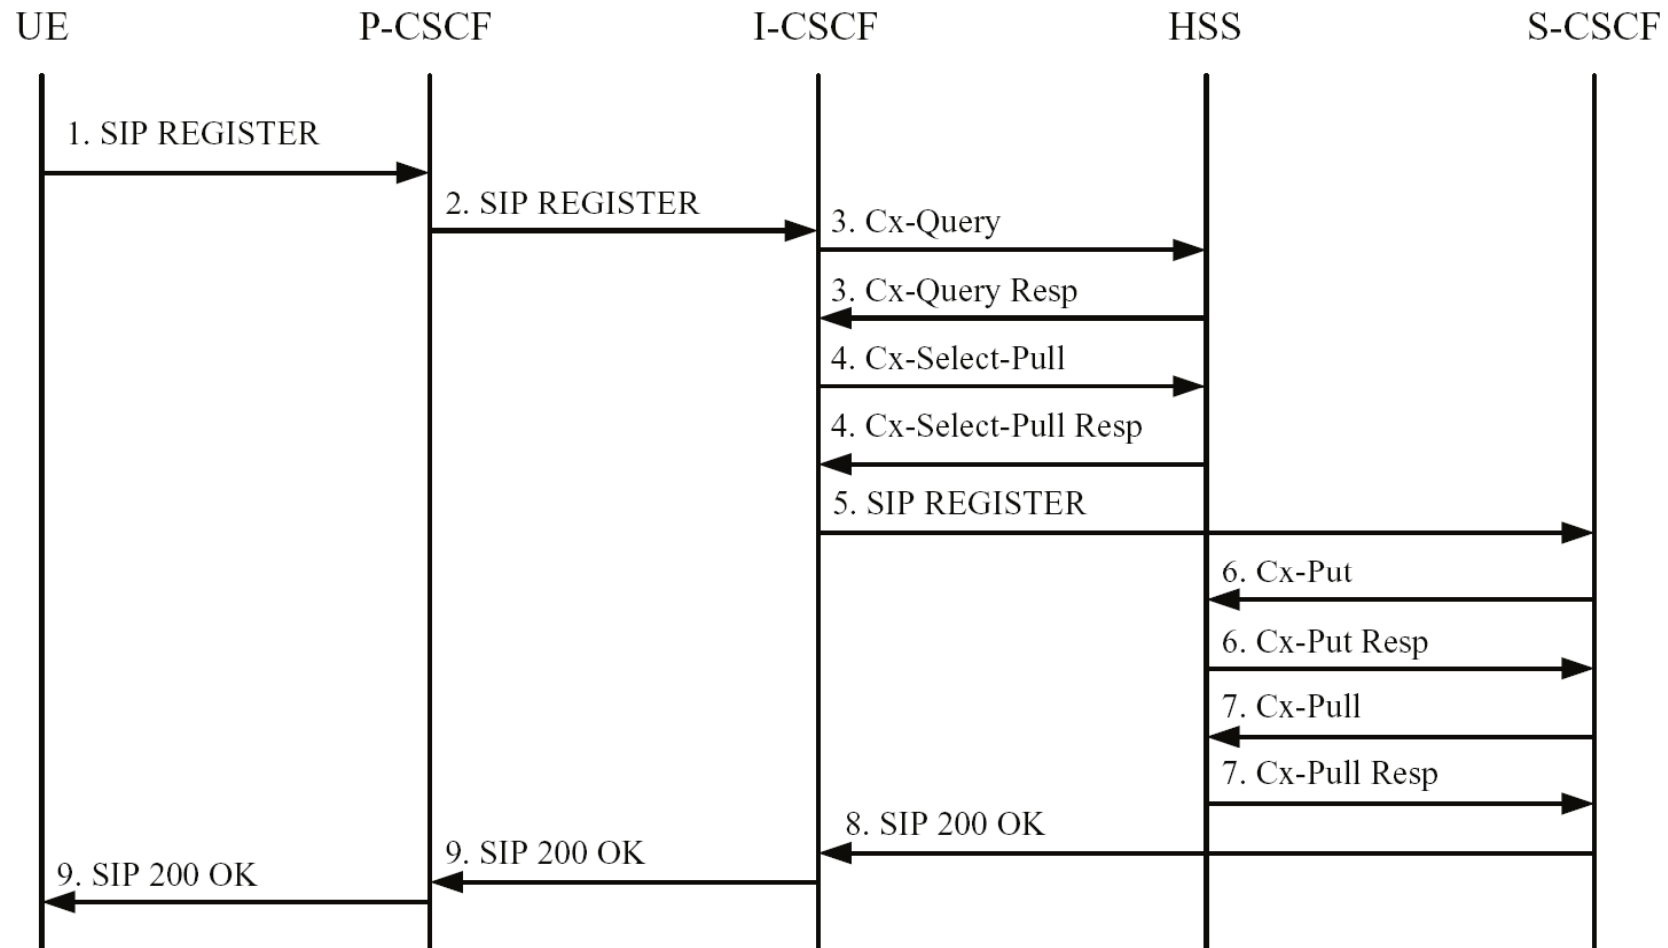 UE P-CSCF I-CSCF HSS S-CSCF
1. SIP REGISTER
2. SIP REGISTER
3. Cx-Query
3. Cx-Query Resp
4. Cx-Select-Pull
4. Cx-Select-Pull Resp
5. SIP REGISTER
6. Cx-Put
6. Cx-Put Resp
7. Cx-Pull
7. Cx-Pull Resp
8. SIP 200 OK
9. SIP 200 OK
9. SIP 200 OK